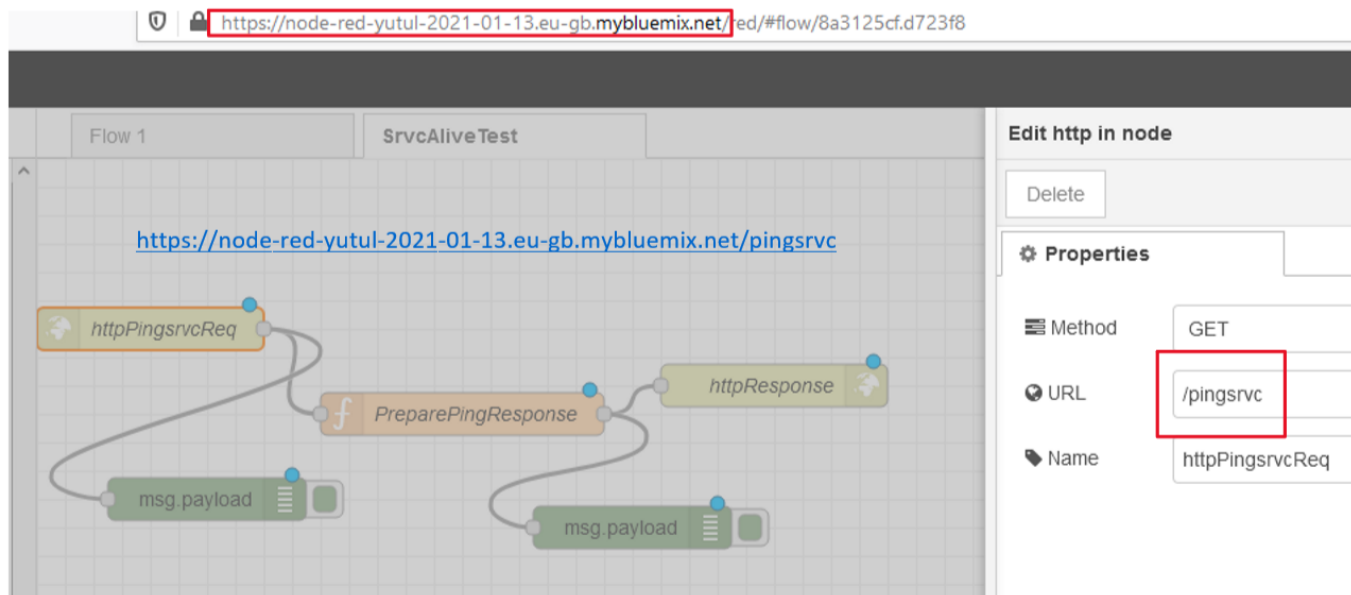 https://node-red-yutul-2021-01-13.eu-gb.mybluemix.net/red/#flow/8a3125cf.d723f8
Flow 1
SrvcAliveTest
Edit http in node
Delete
https://node-red-yutul-2021-01-13.eu-gb.mybluemix.net/pingsrvc
Properties
httpPingsrvcReq
Method
GET
httpResponse
URL
/pingsrvc
PreparePingResponse
Name
httpPingsrvcReq
msg.payload
msg.payload